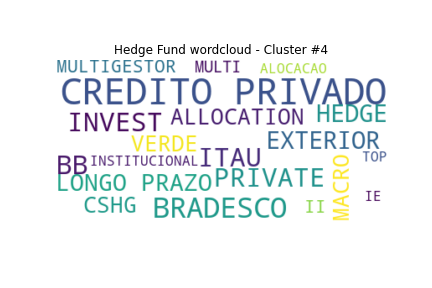 Hedge Fund wordcloud - Cluster #4
MULTIGESTOR MULTI ALOCACAO
CREDITO PRIVADO
INVEST ALLOCATION HEDGE
VERDE EXTERIOR
BB INSTITUCIONAL ITAU TOP
LONGO PRAZO PRIVATE MACRO
CSHG BRADESCO II IE